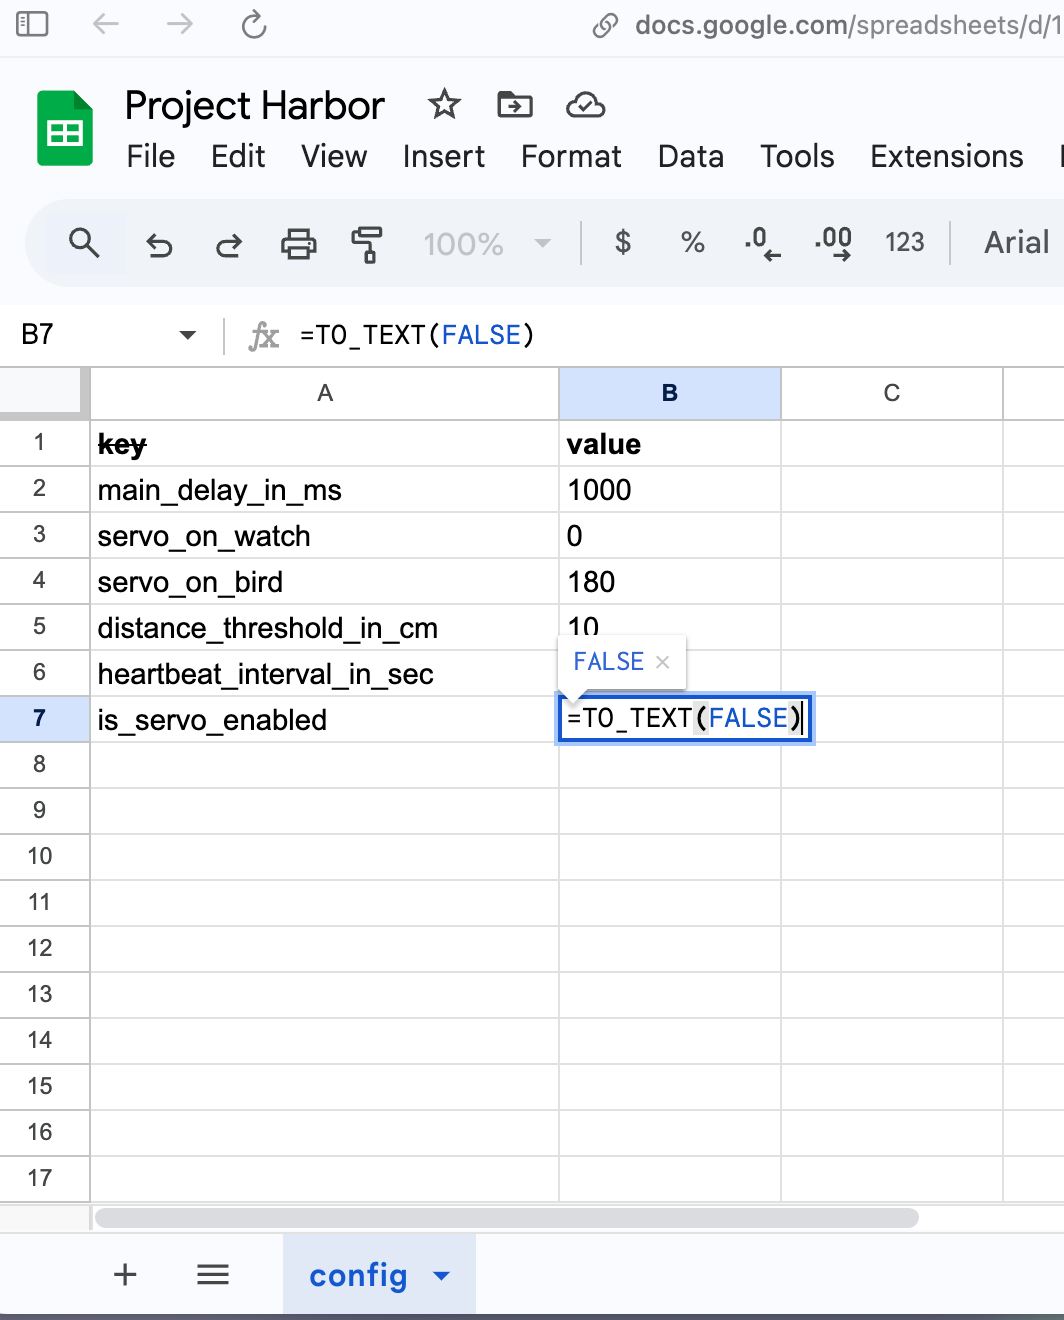 docs.google.com/spreadsheets/d/1
Project Harbor
File Edit View Insert Format Data Tools Extensions
100% $ % .0 .00 123 Arial
B7 fx =TO_TEXT(FALSE)
A B C
1 key value
2 main_delay_in_ms 1000
3 servo_on_watch 0
4 servo_on_bird 180
5 distance_threshold_in_cm 10
FALSE ×
6 heartbeat_interval_in_sec
7 is_servo_enabled =TO_TEXT(FALSE)
8
9
10
11
12
13
14
15
16
17
+ config